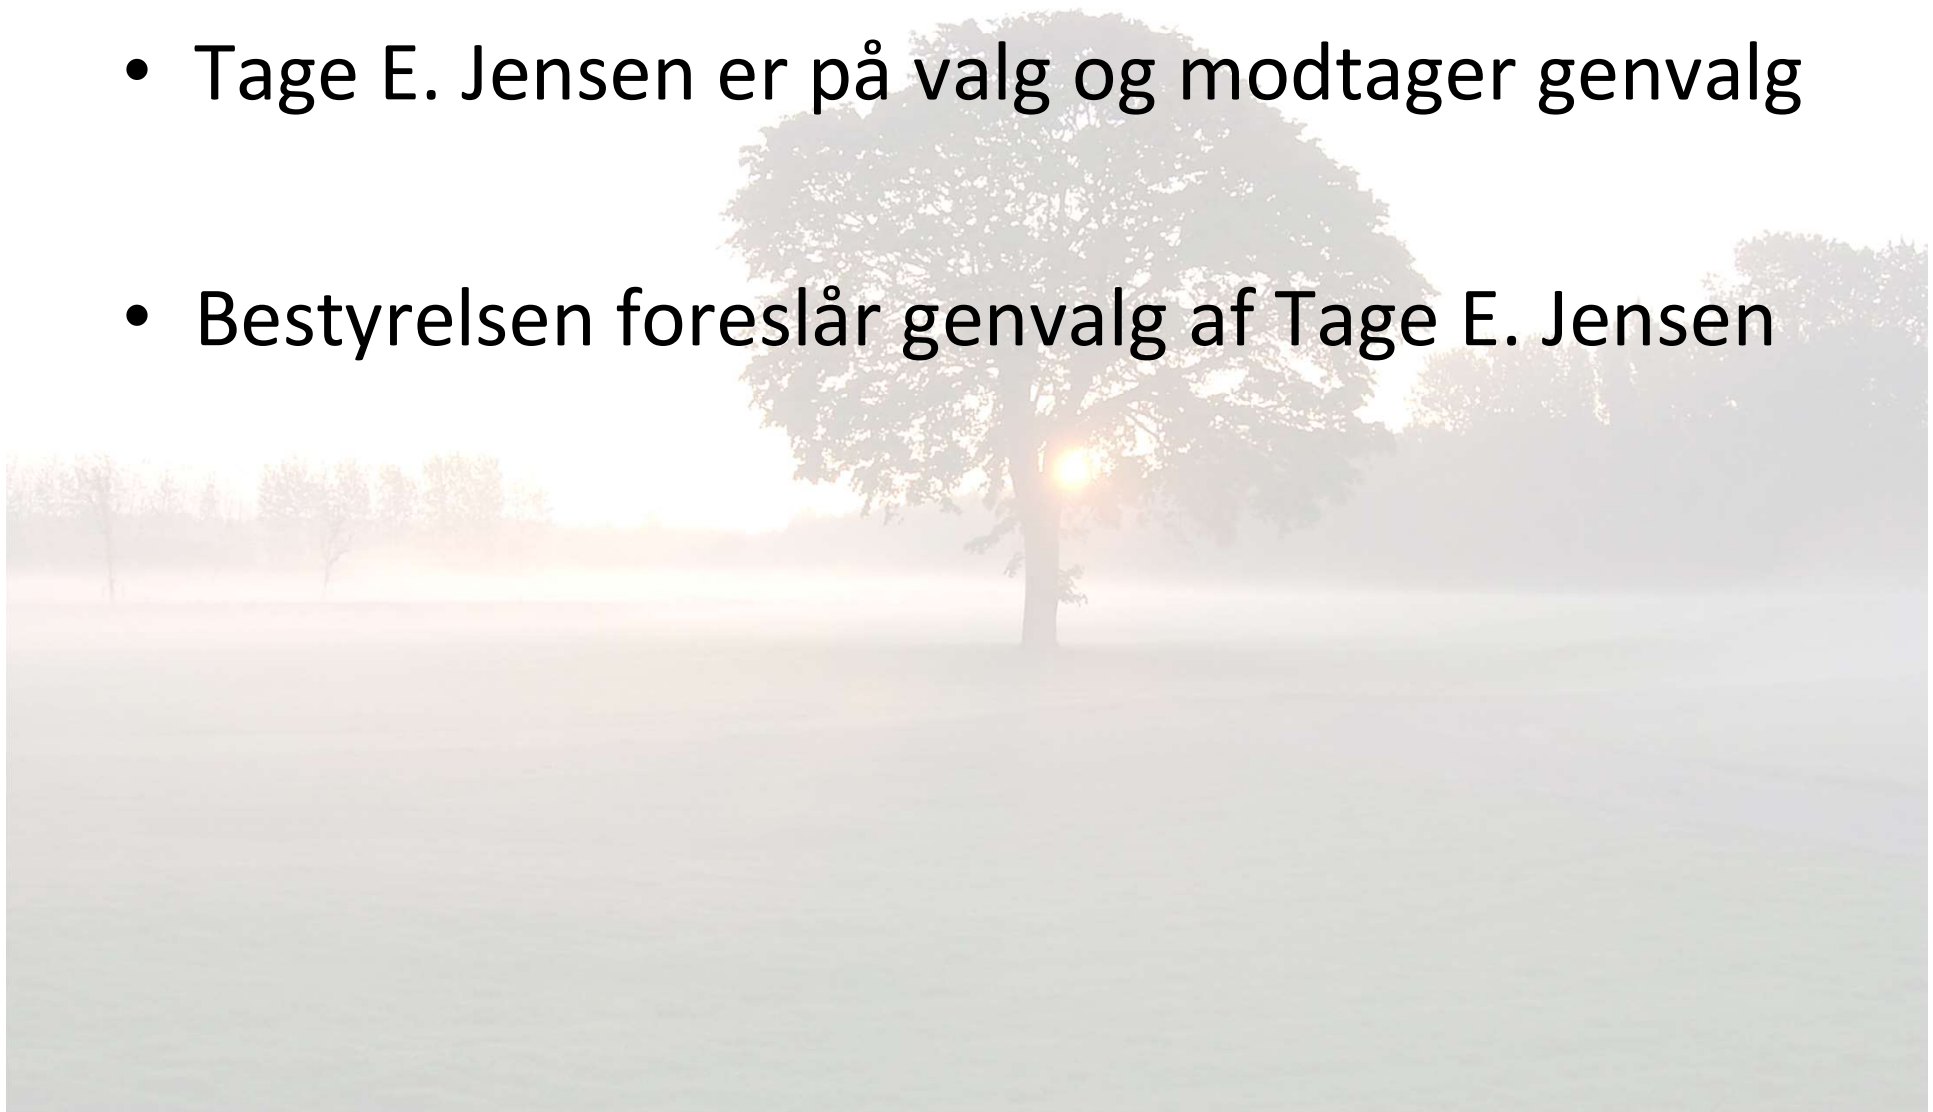 • Tage E. Jensen er på valg og modtager genvalg
• Bestyrelsen foreslår genvalg af Tage E. Jensen